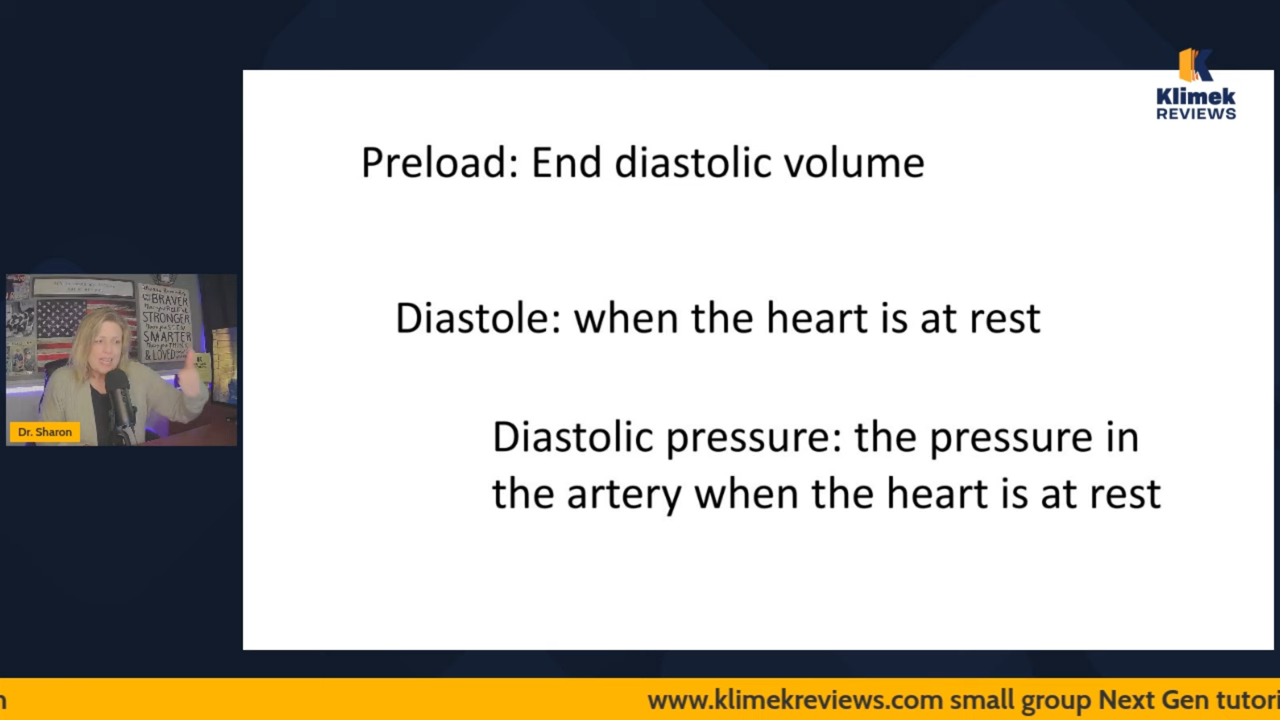 Klimek
REVIEWS
Preload: End diastolic volume
Diastole: when the heart is at rest
Diastolic pressure: the pressure in
the artery when the heart is at rest
BRAVER
STRONGER
SMARTER
& LOVED
Dr. Sharon
www.klimekreviews.com small group Next Gen tutori